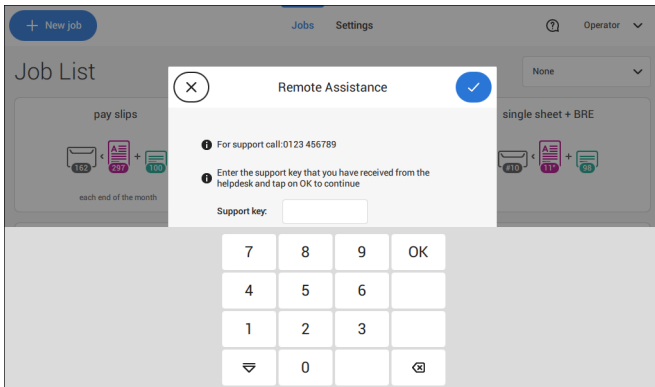 + New job
Jobs
Settings
Operator
Job List
None
Remote Assistance
pay slips
single sheet + BRE
162
297
+
100
#10
11"
+
98
each end of the month
For support call:0123 456789
Enter the support key that you have received from the
helpdesk and tap on OK to continue
Support key:
7 8 9 OK
4 5 6
1 2 3
0